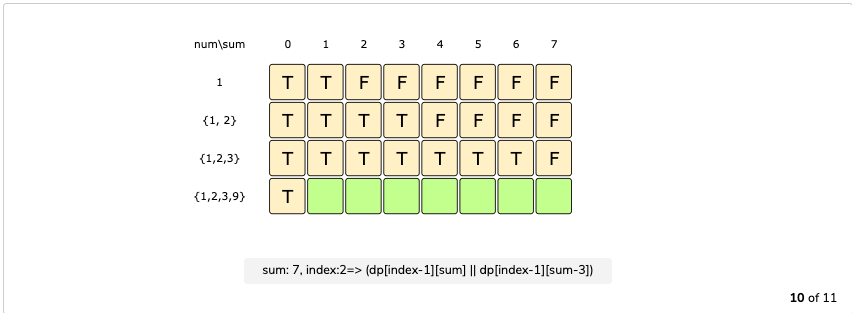 num\sum 0 1 2 3 4 5 6 7
1 T T F F F F F F
{1, 2} T T T T F F F F
{1,2,3} T T T T T T T F
{1,2,3,9} T
sum: 7, index:2=> (dp[index-1][sum] || dp[index-1][sum-3])
10 of 11